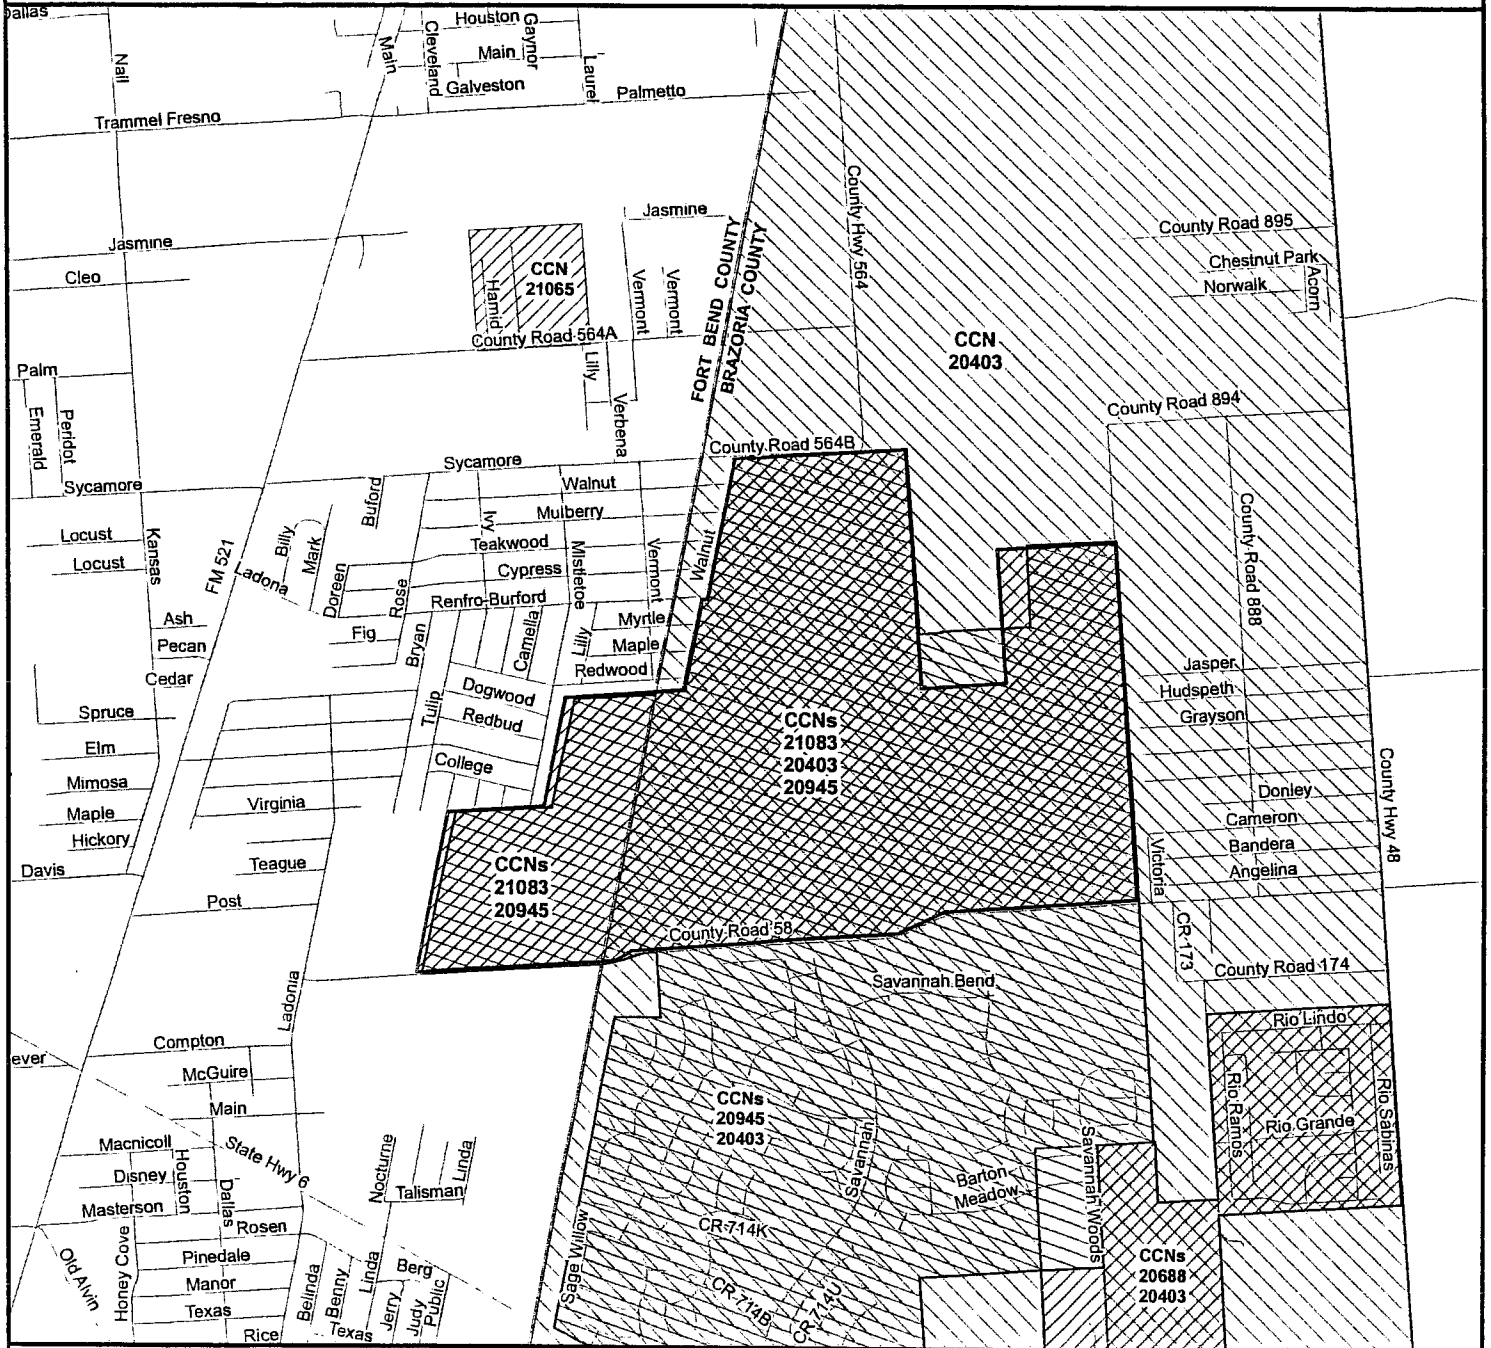 Houston
Gaynor
Cleveland
Main
Main
Galveston
Laurel
Palmetto
Nail
Trammel Fresno
Jasmine
Jasmine
Cleo
CCN
21065
Hamid
Vermont
Vermont
County Road 564A
Lilly
Verbena
FORT BEND COUNTY
BRAZORIA COUNTY
County Hwy 564
CCN
20403
County Road 895
Chestnut Park
Norwalk
Acorn
County Road 894
County Road 888
Palm
Emerald
Peridot
Sycamore
Sycamore
County Road 564B
Walnut
Mulberry
Teakwood
Cypress
Renfro-Burford
Ivy
Mistletoe
Vermont
Walnut
Buford
Billy
Mark
Ladona
Doreen
Rose
FM 521
Kansas
Locust
Locust
Ash
Pecan
Cedar
Fig
Bryan
Camella
Lilly
Myrtle
Maple
Redwood
Tulip
Dogwood
Redbud
College
Spruce
Elm
Mimosa
Maple
Hickory
Davis
Virginia
Teague
Post
CCNs
21083
20403
20945
CCNs
21083
20945
Jasper
Hudspeth
Grayson
Donley
Cameron
Bandera
Angelina
Victoria
County Hwy 48
County Road 58
CR 173
County Road 174
Savannah Bend
Rio Lindo
Rio Ramos
Rio Grande
Rio Sabinas
Ladonia
Compton
McGuire
Main
Macnicoll
Disney
Masterson
Houston
Dallas
State Hwy 6
Rosen
Pinedale
Manor
Texas
Rice
Old Alvin
Honey Cove
Nocturne
Linda
Talisman
Belinda
Benny
Linda
Jerry
Judy
Public
Berg
Texas
CCNs
20945
20403
Savannah
Barton
Meadow
Savannah Woods
Sage Willow
CR 714K
CR 714B
CR 714U
CCNs
20688
20403